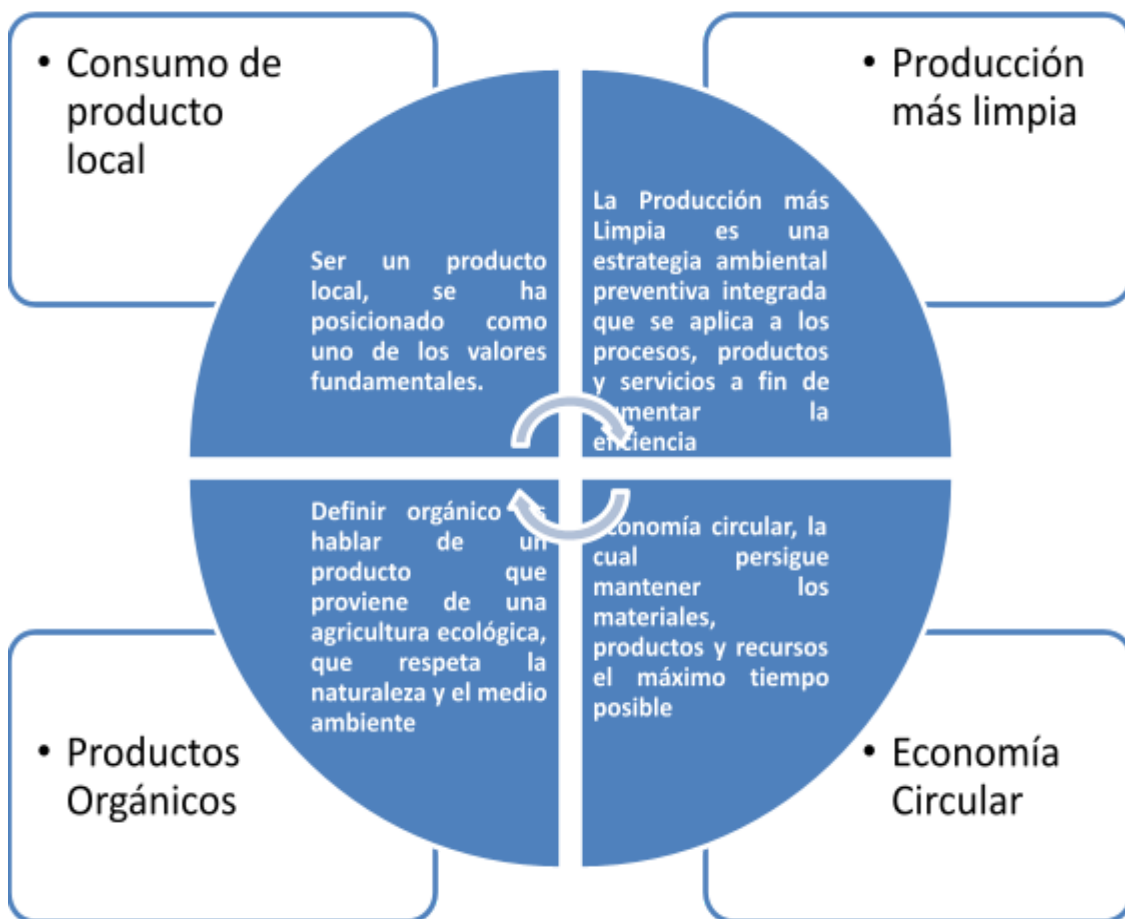 • Consumo de
producto
local
• Producción
más limpia
Ser un producto
local, se ha
posicionado como
uno de los valores
fundamentales.
La Producción más
Limpia es una
estrategia ambiental
preventiva integrada
que se aplica a los
procesos, productos
y servicios a fin de
aumentar la
eficiencia
Definir orgánico es
hablar de un
producto que
proviene de una
agricultura ecológica,
que respeta la
naturaleza y el medio
ambiente
Economía circular, la
cual persigue
mantener los
materiales,
productos y recursos
el máximo tiempo
posible
• Productos
Orgánicos
• Economía
Circular